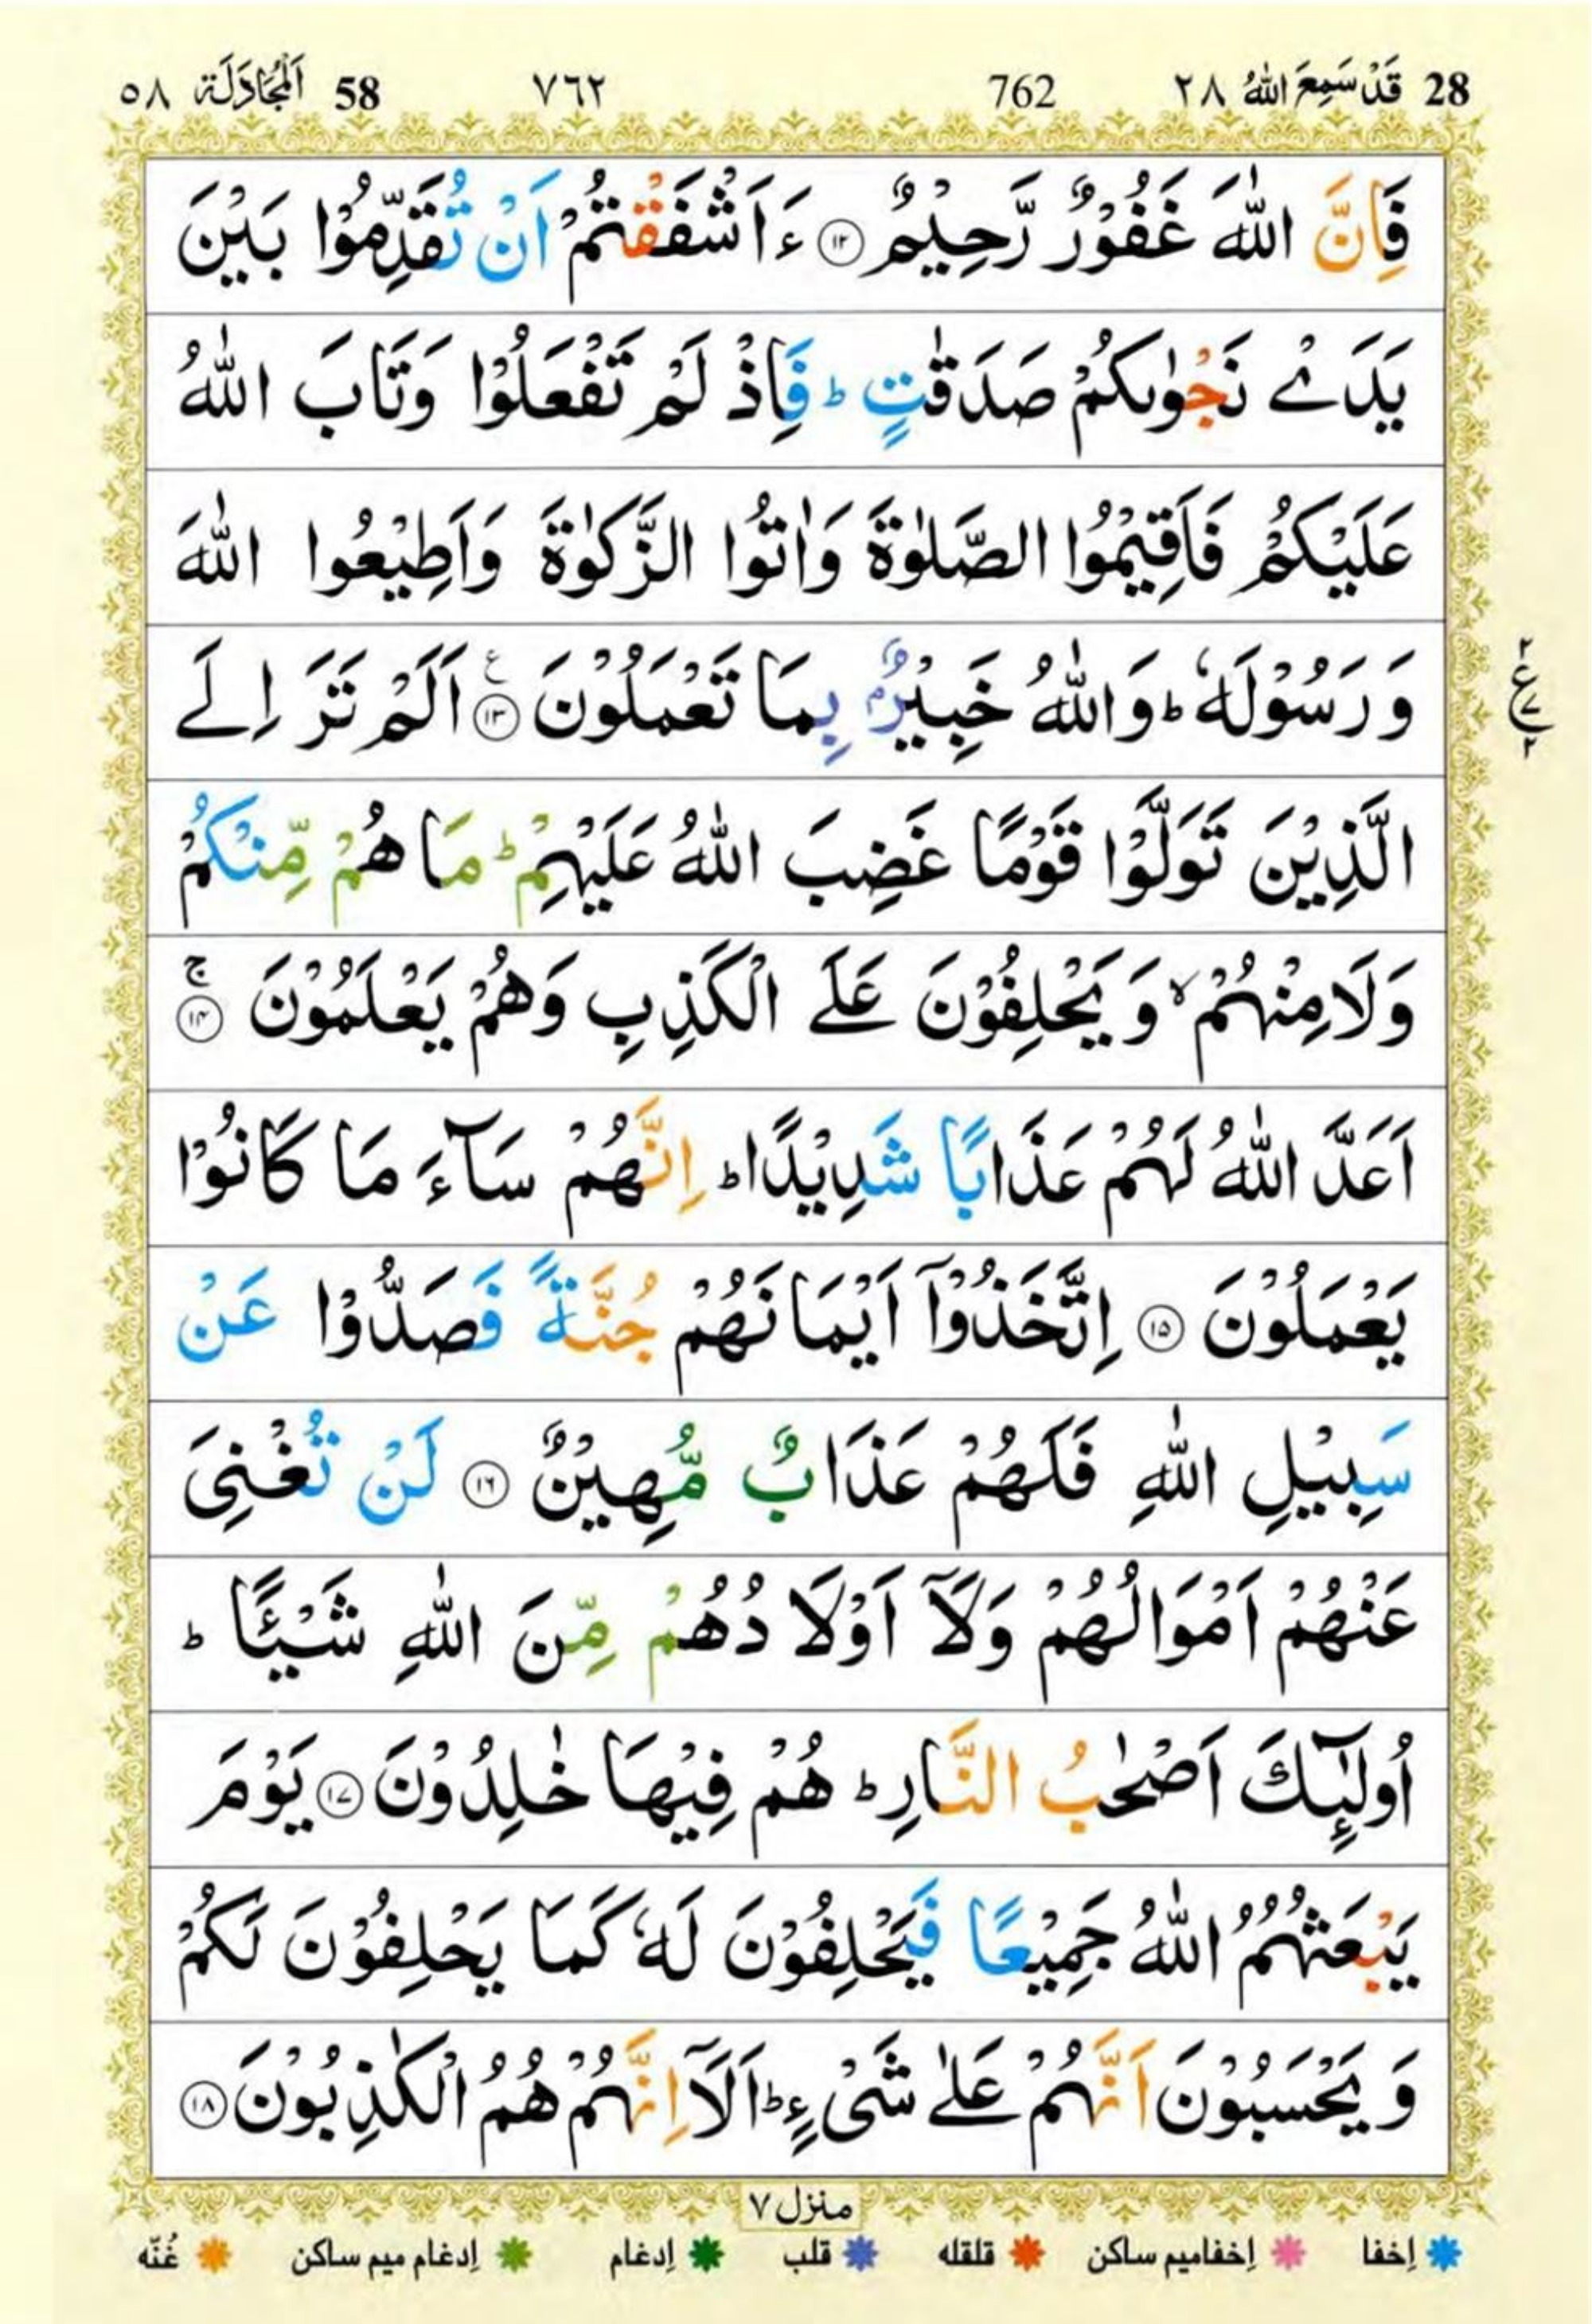 28 قَدْ سَمِعَ اللّٰهُ ٢٨ 762 ٧٦٢ 58 اَلْمُجَادَلَة ٥٨
فَاِنَّ اللّٰهَ غَفُوْرٌ رَّحِيْمٌ ﴿١٢﴾ ءَاَشْفَقْتُمْ اَنْ تُقَدِّمُوْا بَيْنَ
يَدَىْ نَجْوٰىكُمْ صَدَقٰتٍ ؕ فَاِذْ لَمْ تَفْعَلُوْا وَتَابَ اللّٰهُ
عَلَيْكُمْ فَاَقِيْمُوا الصَّلٰوةَ وَاٰتُوا الزَّكٰوةَ وَاَطِيْعُوا اللّٰهَ
وَرَسُوْلَهٗ ؕ وَاللّٰهُ خَبِيْرٌۢ بِمَا تَعْمَلُوْنَ ﴿١٣﴾ ع اَلَمْ تَرَ اِلَى
٢ ع ٧ ٢
الَّذِيْنَ تَوَلَّوْا قَوْمًا غَضِبَ اللّٰهُ عَلَيْهِمْ ؕ مَا هُمْ مِّنْكُمْ
وَلَا مِنْهُمْ ۙ وَيَحْلِفُوْنَ عَلَى الْكَذِبِ وَهُمْ يَعْلَمُوْنَ ﴿١٤﴾ ۚ
اَعَدَّ اللّٰهُ لَهُمْ عَذَابًا شَدِيْدًا ؕ اِنَّهُمْ سَآءَ مَا كَانُوْا
يَعْمَلُوْنَ ﴿١٥﴾ اِتَّخَذُوْٓا اَيْمَانَهُمْ جُنَّةً فَصَدُّوْا عَنْ
سَبِيْلِ اللّٰهِ فَلَهُمْ عَذَابٌ مُّهِيْنٌ ﴿١٦﴾ لَنْ تُغْنِىَ
عَنْهُمْ اَمْوَالُهُمْ وَلَآ اَوْلَادُهُمْ مِّنَ اللّٰهِ شَيْـًٔا ؕ
اُولٰٓئِكَ اَصْحٰبُ النَّارِ ؕ هُمْ فِيْهَا خٰلِدُوْنَ ﴿١٧﴾ يَوْمَ
يَبْعَثُهُمُ اللّٰهُ جَمِيْعًا فَيَحْلِفُوْنَ لَهٗ كَمَا يَحْلِفُوْنَ لَكُمْ
وَيَحْسَبُوْنَ اَنَّهُمْ عَلٰى شَىْءٍ ؕ اَلَآ اِنَّهُمْ هُمُ الْكٰذِبُوْنَ ﴿١٨﴾
منزل ٧
إخفا إخفاميم ساكن قلقله قلب إدغام إدغام ميم ساكن غُنّه